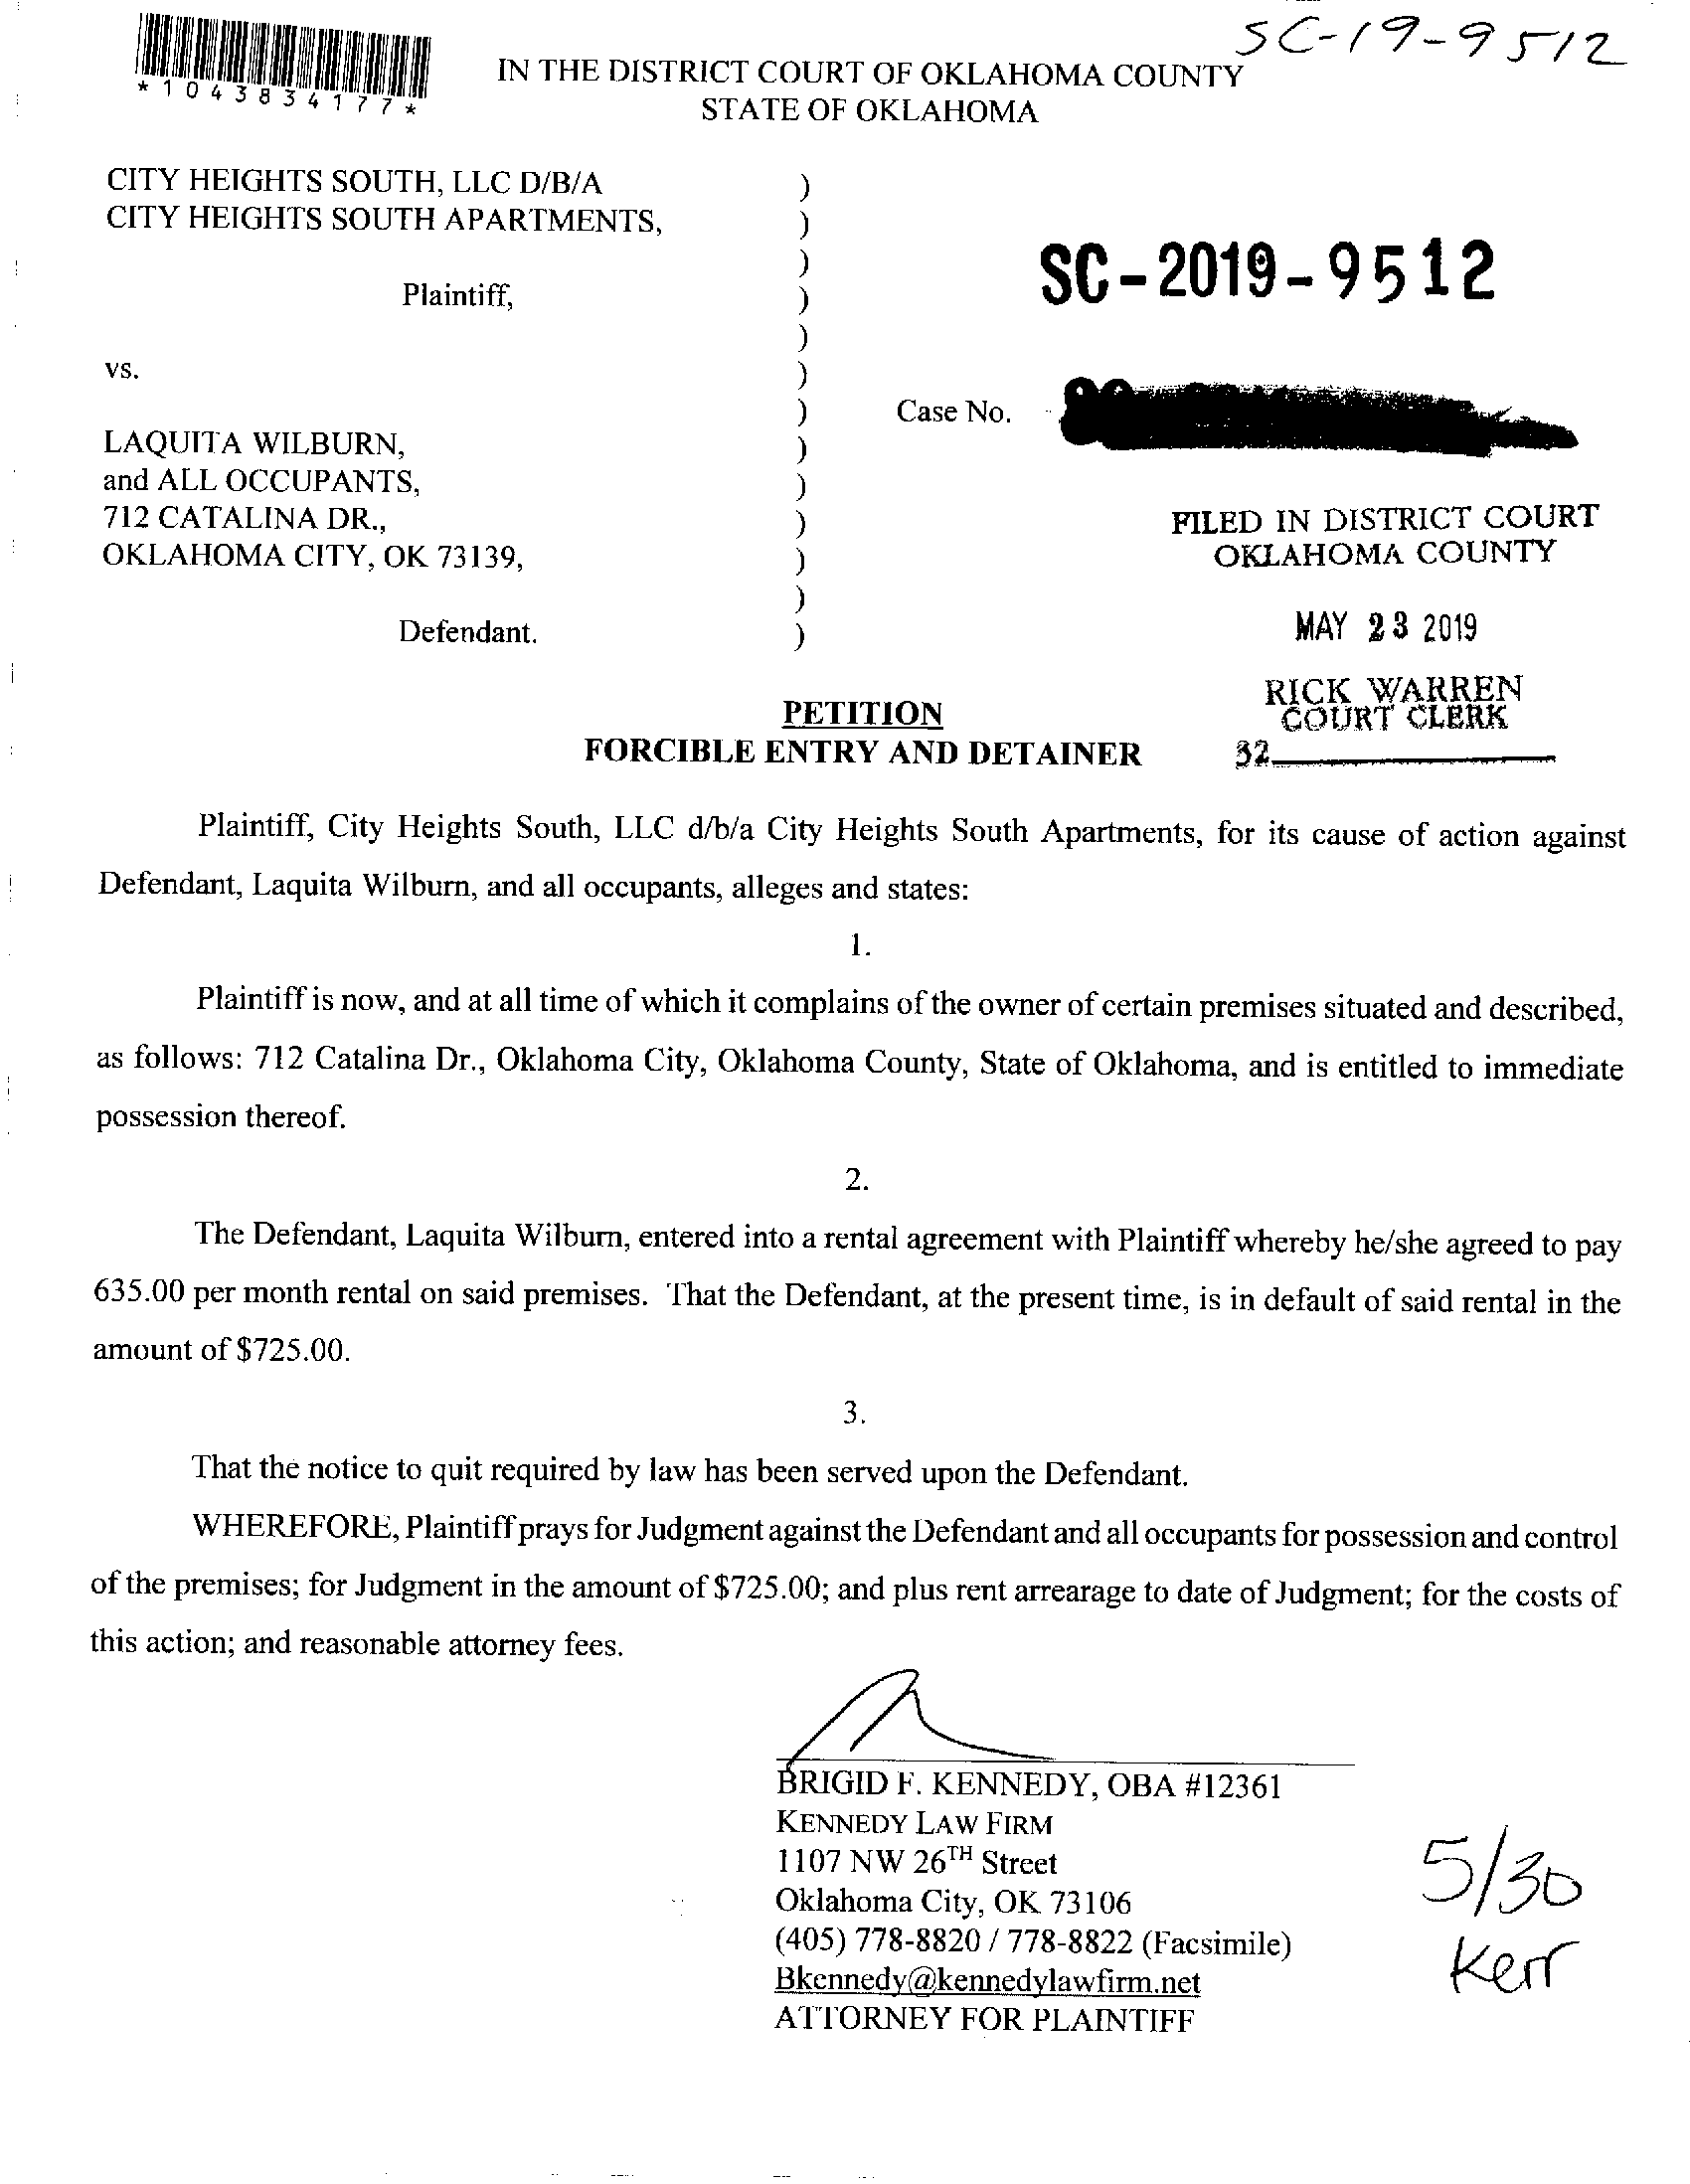 SC-19-9512
*1043834177*
IN THE DISTRICT COURT OF OKLAHOMA COUNTY
STATE OF OKLAHOMA
CITY HEIGHTS SOUTH, LLC D/B/A )
CITY HEIGHTS SOUTH APARTMENTS, )
)
Plaintiff, )
SC-2019-9512
)
vs. )
) Case No.
LAQUITA WILBURN, )
and ALL OCCUPANTS, )
712 CATALINA DR., )
OKLAHOMA CITY, OK 73139, )
)
Defendant. )
FILED IN DISTRICT COURT
OKLAHOMA COUNTY
MAY 23 2019
RICK WARREN
COURT CLERK
32
PETITION
FORCIBLE ENTRY AND DETAINER
Plaintiff, City Heights South, LLC d/b/a City Heights South Apartments, for its cause of action against
Defendant, Laquita Wilburn, and all occupants, alleges and states:
1.
Plaintiff is now, and at all time of which it complains of the owner of certain premises situated and described,
as follows: 712 Catalina Dr., Oklahoma City, Oklahoma County, State of Oklahoma, and is entitled to immediate
possession thereof.
2.
The Defendant, Laquita Wilburn, entered into a rental agreement with Plaintiff whereby he/she agreed to pay
635.00 per month rental on said premises. That the Defendant, at the present time, is in default of said rental in the
amount of $725.00.
3.
That the notice to quit required by law has been served upon the Defendant.
WHEREFORE, Plaintiff prays for Judgment against the Defendant and all occupants for possession and control
of the premises; for Judgment in the amount of $725.00; and plus rent arrearage to date of Judgment; for the costs of
this action; and reasonable attorney fees.
BRIGID F. KENNEDY, OBA #12361
KENNEDY LAW FIRM
1107 NW 26TH Street
Oklahoma City, OK 73106
(405) 778-8820 / 778-8822 (Facsimile)
Bkennedy@kennedylawfirm.net
ATTORNEY FOR PLAINTIFF
5/30
Kerr